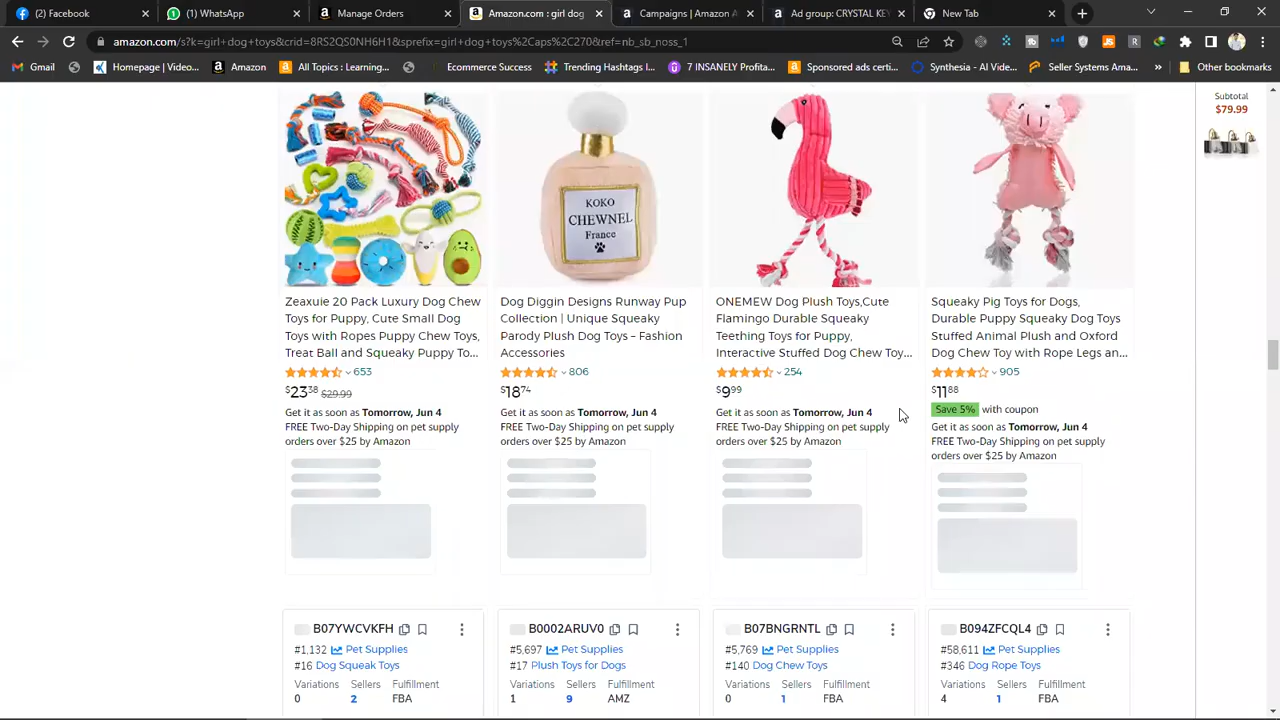 (2) Facebook
(1) WhatsApp
Manage Orders
Amazon.com : girl dog
Campaigns | Amazon A
Ad group: CRYSTAL KE
New Tab
amazon.com/s?k=girl+dog+toys&crid=8RS2QS0NH6H1&sprefix=girl+dog+toys%2Caps%2C270&ref=nb_sb_noss_1
Gmail
Homepage | Video...
Amazon
All Topics : Learning...
Ecommerce Success
Trending Hashtags I...
7 INSANELY Profita...
Sponsored ads certi...
Synthesia - AI Vide...
Seller Systems Ama...
»
Other bookmarks
Subtotal
$79.99
KOKO
CHEWNEL
France
Zeaxuie 20 Pack Luxury Dog Chew
Toys for Puppy, Cute Small Dog
Toys with Ropes Puppy Chew Toys,
Treat Ball and Squeaky Puppy To...
653
$23.38 $29.99
Get it as soon as Tomorrow, Jun 4
FREE Two-Day Shipping on pet supply
orders over $25 by Amazon
Dog Diggin Designs Runway Pup
Collection | Unique Squeaky
Parody Plush Dog Toys – Fashion
Accessories
806
$18.74
Get it as soon as Tomorrow, Jun 4
FREE Two-Day Shipping on pet supply
orders over $25 by Amazon
ONEMEW Dog Plush Toys,Cute
Flamingo Durable Squeaky
Teething Toys for Puppy,
Interactive Stuffed Dog Chew Toy...
254
$9.99
Get it as soon as Tomorrow, Jun 4
FREE Two-Day Shipping on pet supply
orders over $25 by Amazon
Squeaky Pig Toys for Dogs,
Durable Puppy Squeaky Dog Toys
Stuffed Animal Plush and Oxford
Dog Chew Toy with Rope Legs an...
905
$11.88
Save 5% with coupon
Get it as soon as Tomorrow, Jun 4
FREE Two-Day Shipping on pet supply
orders over $25 by Amazon
B07YWCVKFH
#1,132 Pet Supplies
#16 Dog Squeak Toys
Variations Sellers Fulfillment
0 2 FBA
B0002ARUV0
#5,697 Pet Supplies
#17 Plush Toys for Dogs
Variations Sellers Fulfillment
1 9 AMZ
B07BNGRNTL
#5,769 Pet Supplies
#140 Dog Chew Toys
Variations Sellers Fulfillment
0 1 FBA
B094ZFCQL4
#58,611 Pet Supplies
#346 Dog Rope Toys
Variations Sellers Fulfillment
4 1 FBA